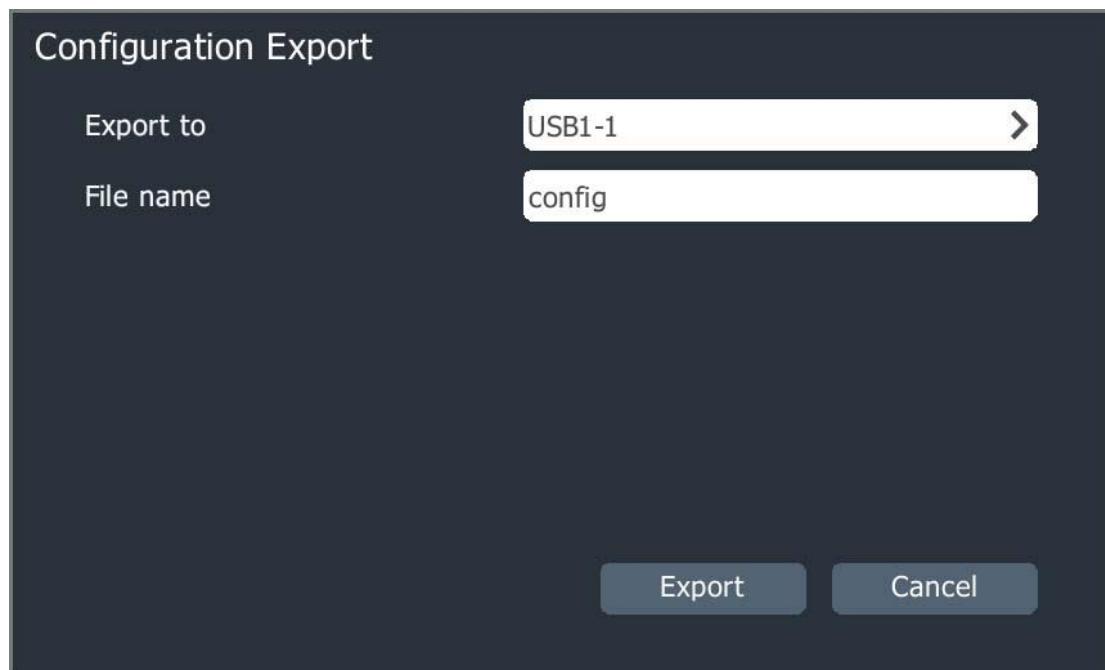 Configuration Export
Export to USB1-1
File name config
Export Cancel